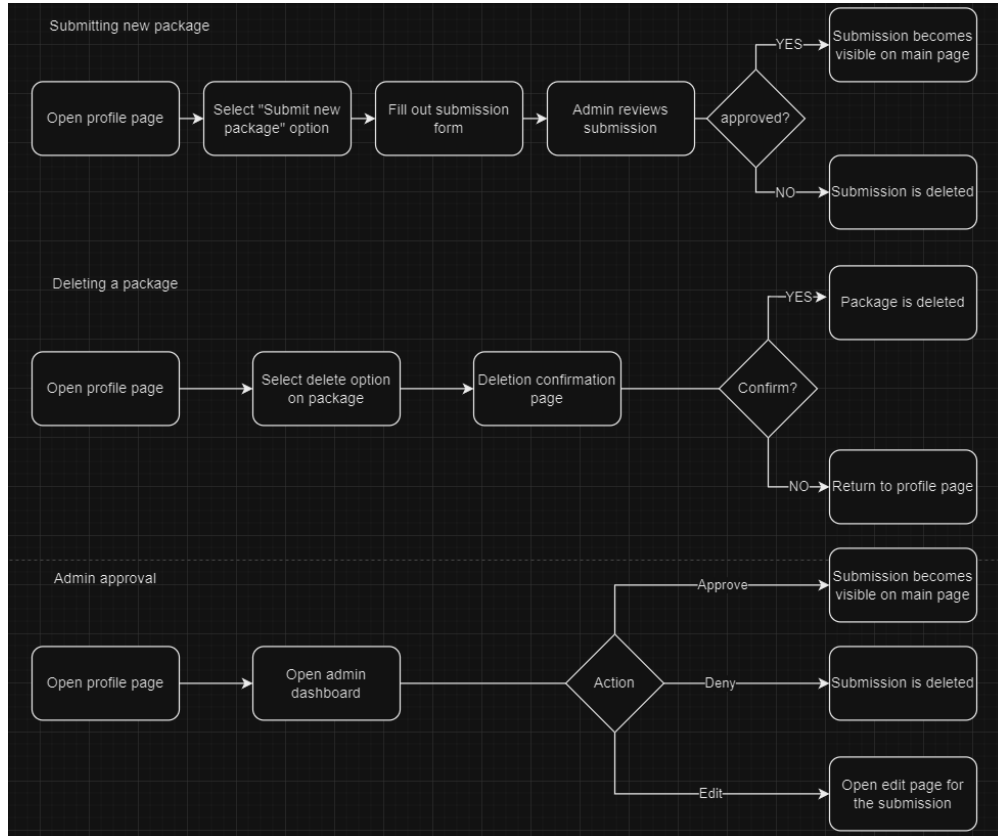 Submitting new package
YES
Submission becomes
visible on main page
Open profile page
Select "Submit new
package" option
Fill out submission
form
Admin reviews
submission
approved?
NO
Submission is deleted
Deleting a package
YES
Package is deleted
Open profile page
Select delete option
on package
Deletion confirmation
page
Confirm?
NO
Return to profile page
Admin approval
Approve
Submission becomes
visible on main page
Open profile page
Open admin
dashboard
Action
Deny
Submission is deleted
Edit
Open edit page for
the submission